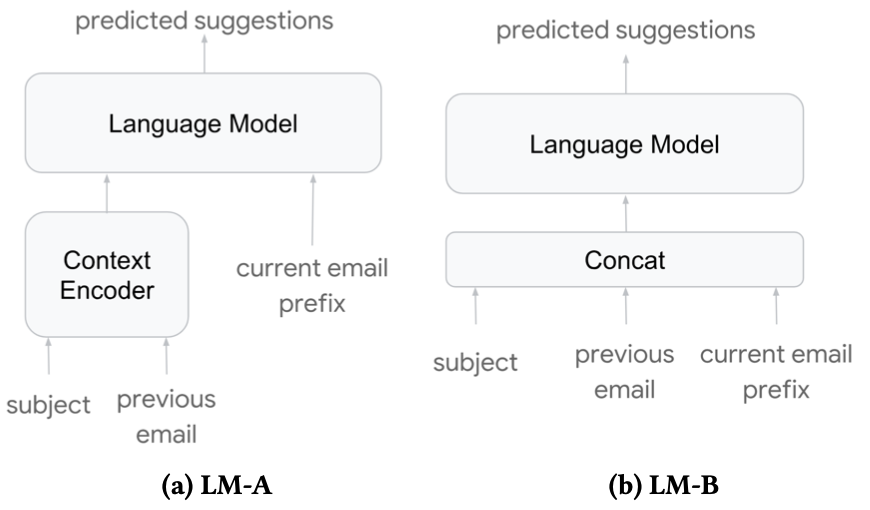 predicted suggestions
Language Model
Context
Encoder
current email
prefix
subject
previous
email
(a) LM-A
predicted suggestions
Language Model
Concat
subject
previous
email
current email
prefix
(b) LM-B